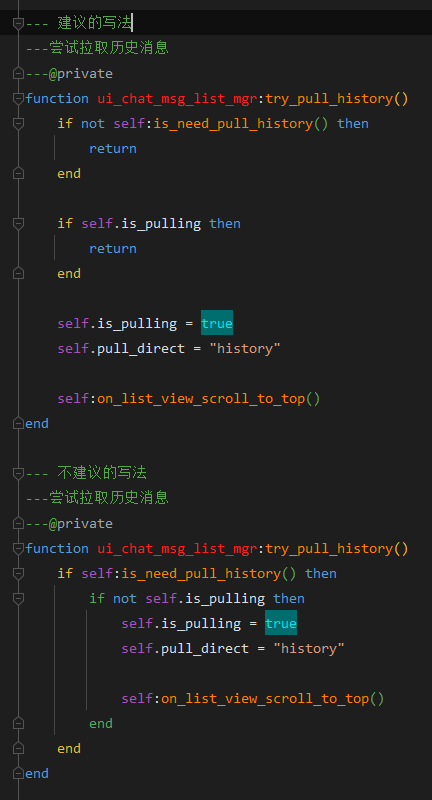 --- 建议的写法
---尝试拉取历史消息
---@private
function ui_chat_msg_list_mgr:try_pull_history()
    if not self:is_need_pull_history() then
        return
    end

    if self.is_pulling then
        return
    end

    self.is_pulling = true
    self.pull_direct = "history"

    self:on_list_view_scroll_to_top()
end

--- 不建议的写法
---尝试拉取历史消息
---@private
function ui_chat_msg_list_mgr:try_pull_history()
    if self:is_need_pull_history() then
        if not self.is_pulling then
            self.is_pulling = true
            self.pull_direct = "history"

            self:on_list_view_scroll_to_top()
        end
    end
end